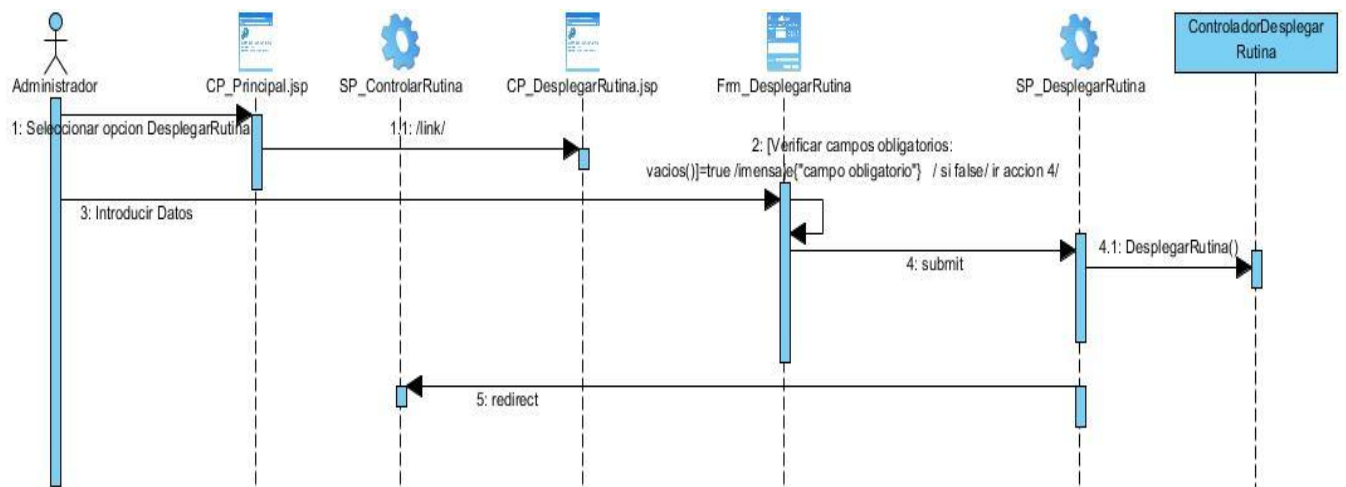 ControladorDesplegar
Rutina
Administrador
CP_Principal.jsp
SP_ControlarRutina
CP_DesplegarRutina.jsp
Frm_DesplegarRutina
SP_DesplegarRutina
1: Seleccionar opcion DesplegarRutina
1.1: /link/
2: [Verificar campos obligatorios:
vacios()]=true /imensaje{"campo obligatorio"} / si false/ ir accion 4/
3: Introducir Datos
4: submit
4.1: DesplegarRutina()
5: redirect